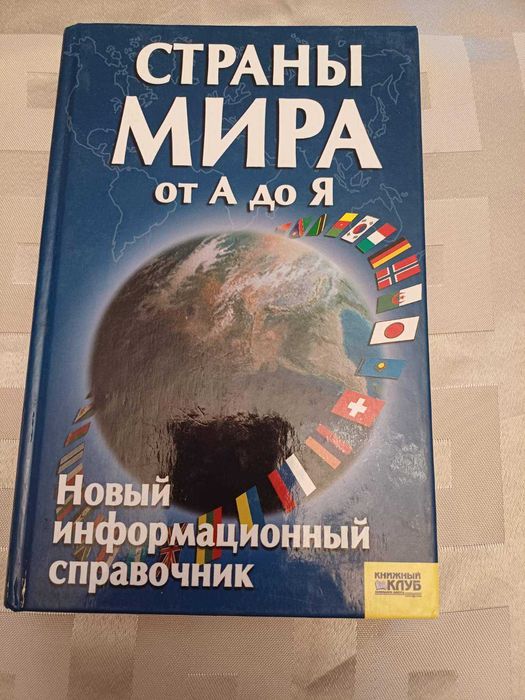 СТРАНЫ
МИРА
от А до Я
Новый
информационный
справочник
КНИЖНЫЙ
КЛУБ